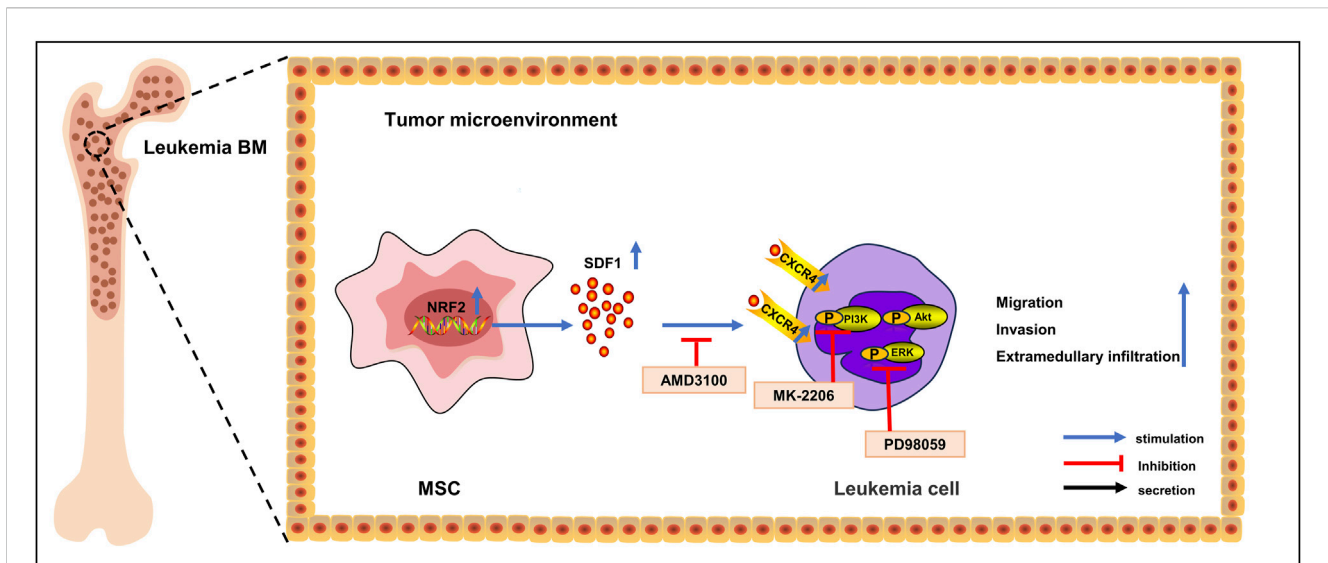 Tumor microenvironment
Leukemia BM
SDF1
CXCR4
NRF2
CXCR4
P PI3K P Akt
P ERK
Migration
Invasion
Extramedullary infiltration
AMD3100
MK-2206
PD98059
stimulation
Inhibition
secretion
MSC
Leukemia cell